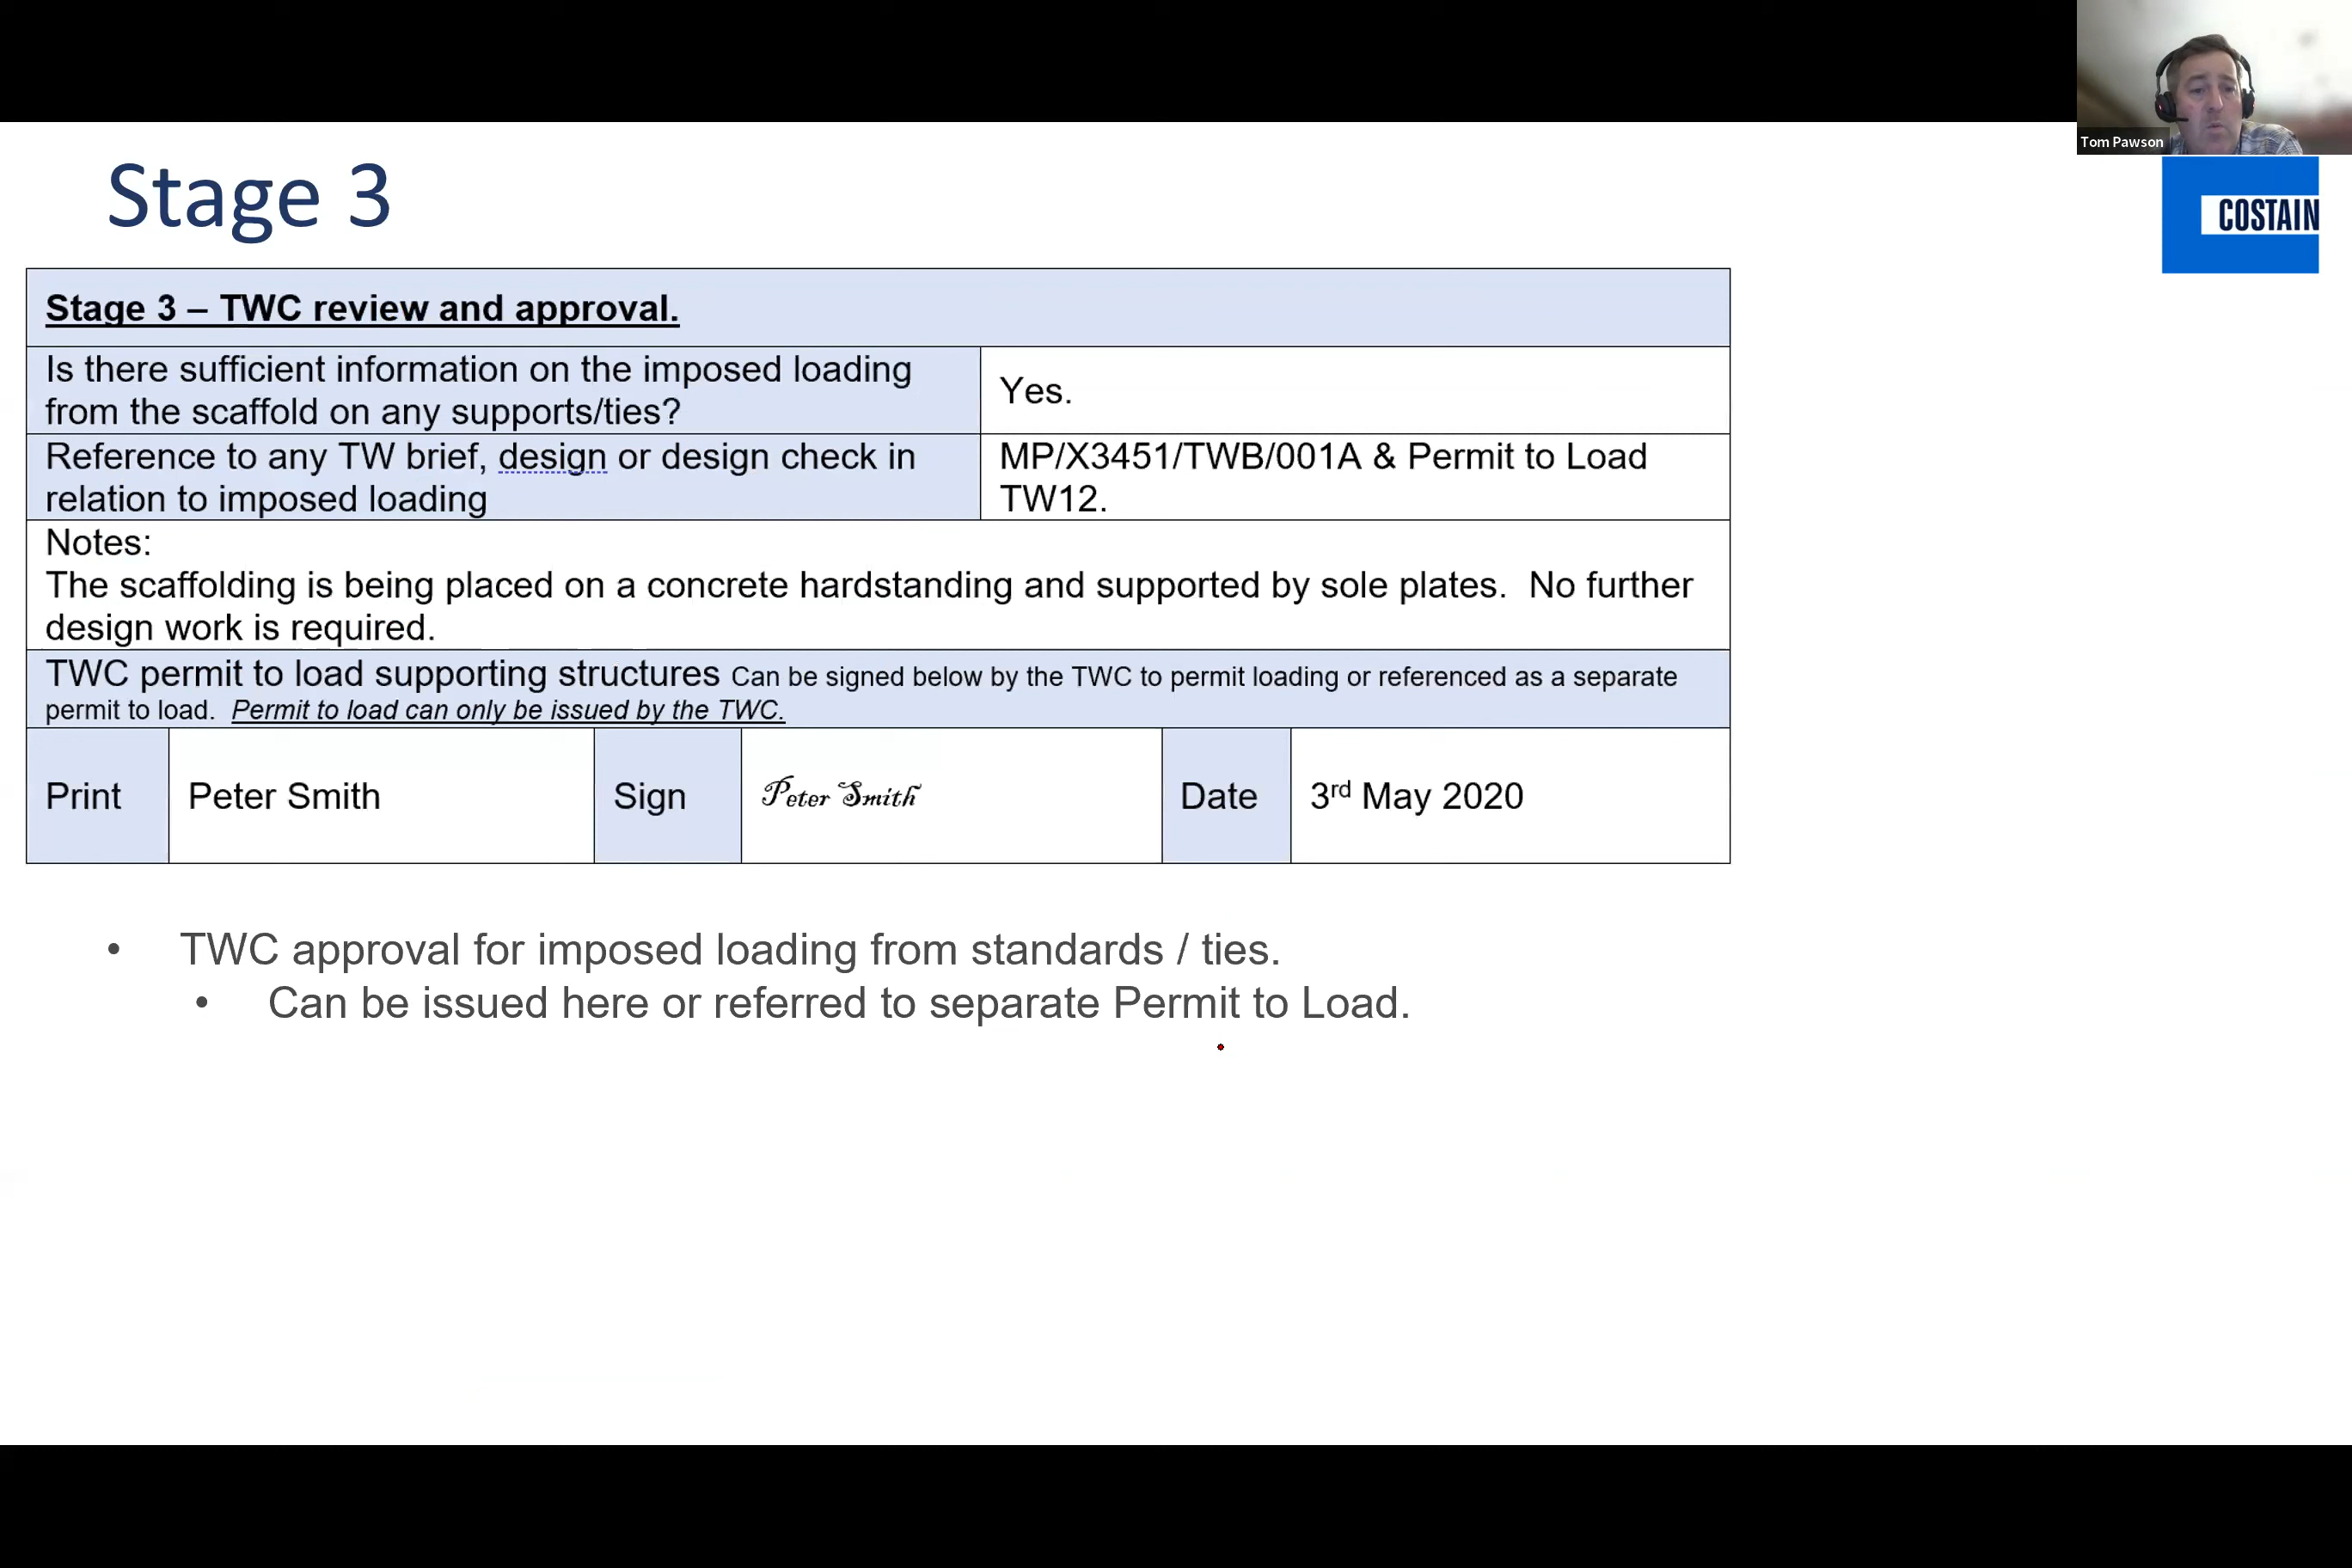 Tom Pawson
COSTAIN
Stage 3
Stage 3 – TWC review and approval.
Is there sufficient information on the imposed loading
from the scaffold on any supports/ties?
Yes.
Reference to any TW brief, design or design check in
relation to imposed loading
MP/X3451/TWB/001A & Permit to Load
TW12.
Notes:
The scaffolding is being placed on a concrete hardstanding and supported by sole plates.  No further
design work is required.
TWC permit to load supporting structures Can be signed below by the TWC to permit loading or referenced as a separate
permit to load.  Permit to load can only be issued by the TWC.
Print Peter Smith Sign Peter Smith Date 3rd May 2020
• TWC approval for imposed loading from standards / ties.
• Can be issued here or referred to separate Permit to Load.